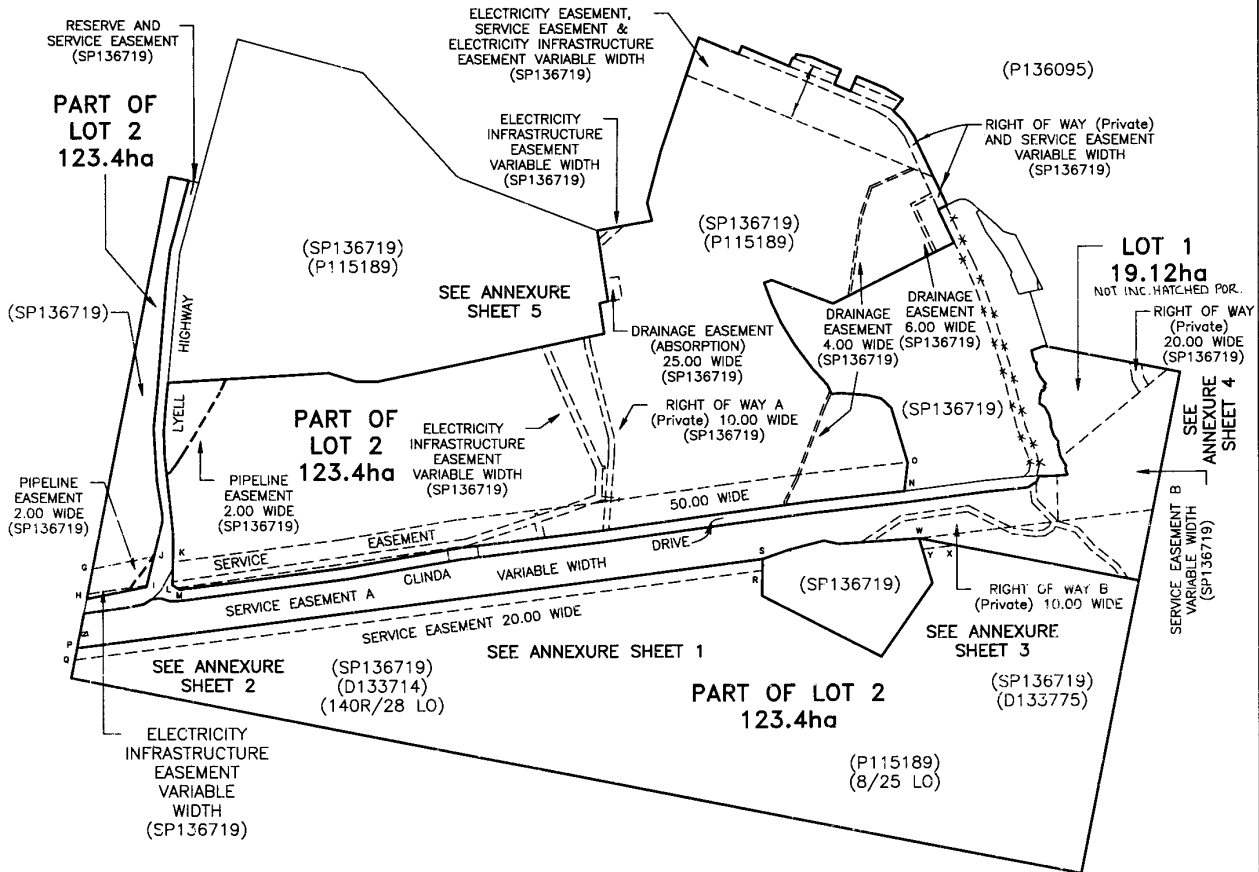 RESERVE AND
SERVICE EASEMENT
(SP136719)
ELECTRICITY EASEMENT,
SERVICE EASEMENT &
ELECTRICITY INFRASTRUCTURE
EASEMENT VARIABLE WIDTH
(SP136719)
(P136095)
PART OF
LOT 2
123.4ha
ELECTRICITY
INFRASTRUCTURE
EASEMENT
VARIABLE WIDTH
(SP136719)
RIGHT OF WAY (Private)
AND SERVICE EASEMENT
VARIABLE WIDTH
(SP136719)
(SP136719)
(P115189)
(SP136719)
(P115189)
LOT 1
19.12ha
NOT INC. HATCHED POR.
SEE ANNEXURE
SHEET 5
(SP136719)
HIGHWAY
LYELL
DRAINAGE EASEMENT
(ABSORPTION)
25.00 WIDE
(SP136719)
DRAINAGE
EASEMENT
4.00 WIDE
(SP136719)
DRAINAGE
EASEMENT
6.00 WIDE
(SP136719)
RIGHT OF WAY
(Private)
20.00 WIDE
(SP136719)
SEE
ANNEXURE
SHEET 4
PART OF
LOT 2
123.4ha
ELECTRICITY
INFRASTRUCTURE
EASEMENT
VARIABLE WIDTH
(SP136719)
RIGHT OF WAY A
(Private) 10.00 WIDE
(SP136719)
(SP136719)
PIPELINE
EASEMENT
2.00 WIDE
(SP136719)
PIPELINE
EASEMENT
2.00 WIDE
(SP136719)
O
N
50.00 WIDE
SERVICE EASEMENT B
VARIABLE WIDTH
(SP136719)
G
J
K
SERVICE EASEMENT
DRIVE
S
W
Y X
H
I
L
M
GLINDA VARIABLE WIDTH
R
(SP136719)
RIGHT OF WAY B
(Private) 10.00 WIDE
SERVICE EASEMENT A
SERVICE EASEMENT 20.00 WIDE
P
Q
SEE ANNEXURE
SHEET 2
(SP136719)
(D133714)
(140R/28 LO)
SEE ANNEXURE SHEET 1
SEE ANNEXURE
SHEET 3
(SP136719)
(D133775)
PART OF LOT 2
123.4ha
ELECTRICITY
INFRASTRUCTURE
EASEMENT
VARIABLE
WIDTH
(SP136719)
(P115189)
(8/25 LO)